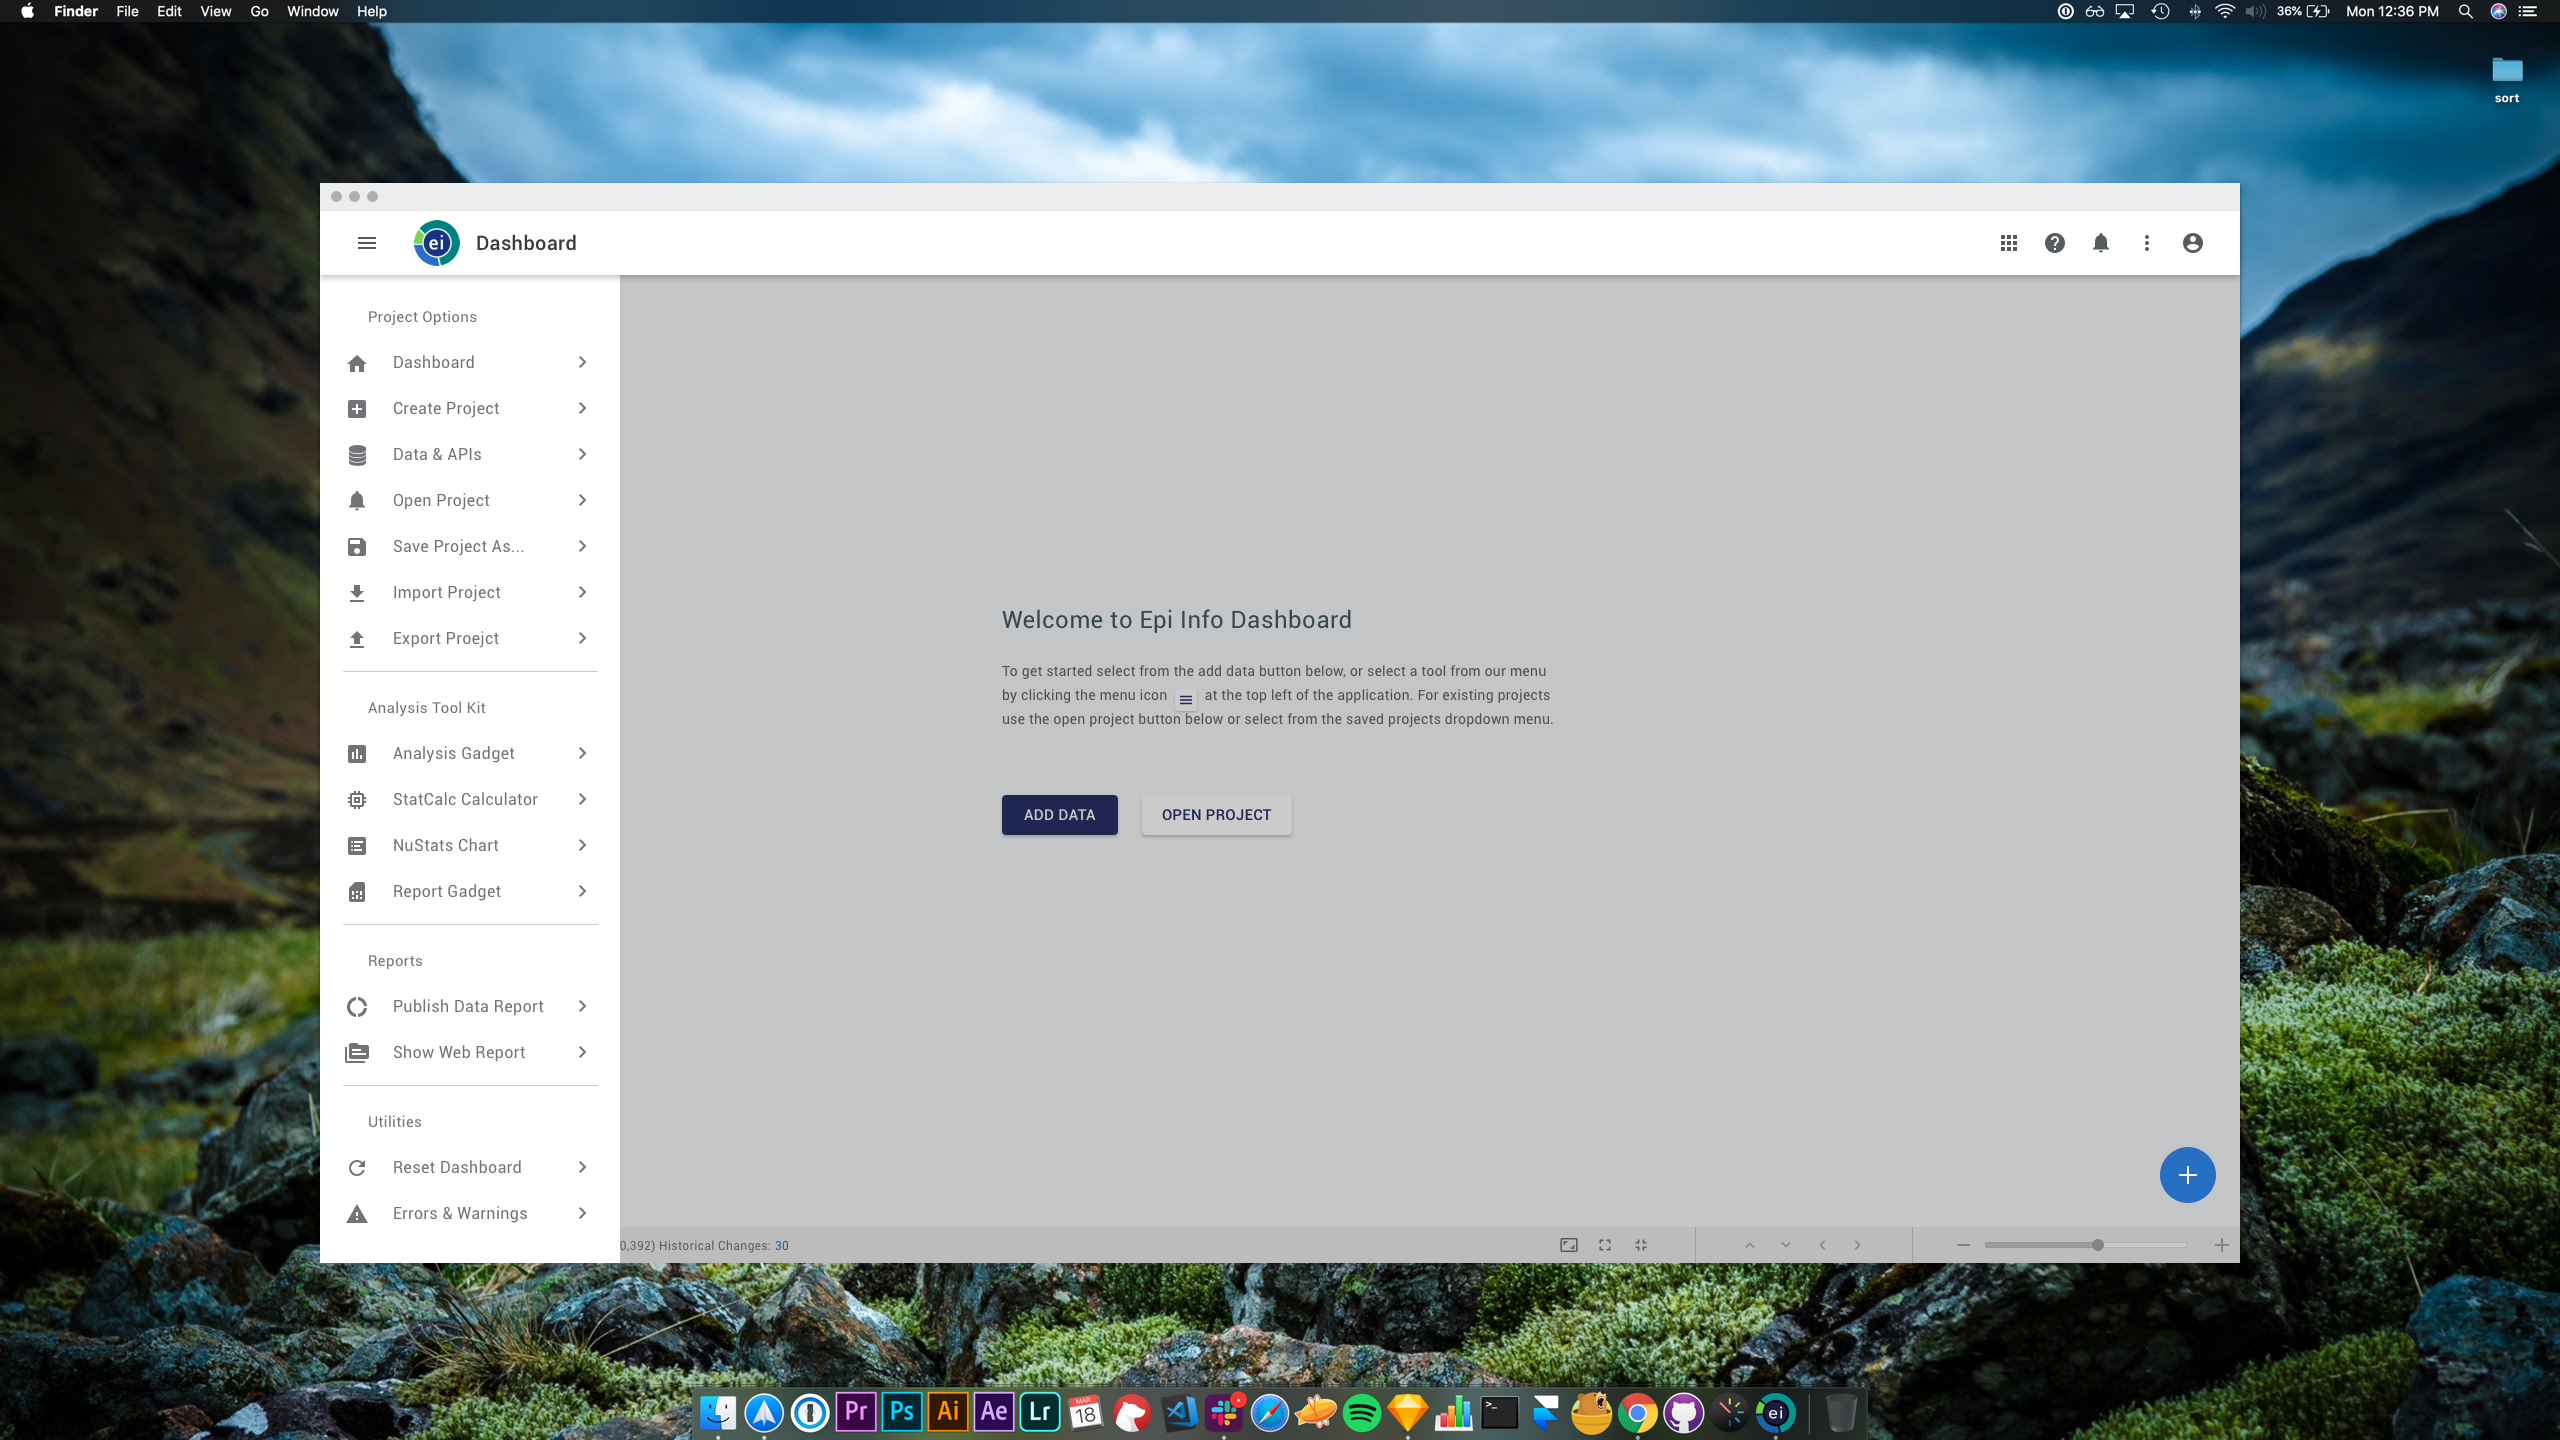 Finder File Edit View Go Window Help
36% Mon 12:36 PM
sort
ei Dashboard
Project Options
Dashboard
Create Project
Data & APIs
Open Project
Save Project As...
Import Project
Export Proejct
Analysis Tool Kit
Analysis Gadget
StatCalc Calculator
NuStats Chart
Report Gadget
Reports
Publish Data Report
Show Web Report
Utilities
Reset Dashboard
Errors & Warnings
Welcome to Epi Info Dashboard
To get started select from the add data button below, or select a tool from our menu
by clicking the menu icon at the top left of the application. For existing projects
use the open project button below or select from the saved projects dropdown menu.
ADD DATA OPEN PROJECT
0,392) Historical Changes: 30
Pr Ps Ai Ae Lr MAR 18 ei